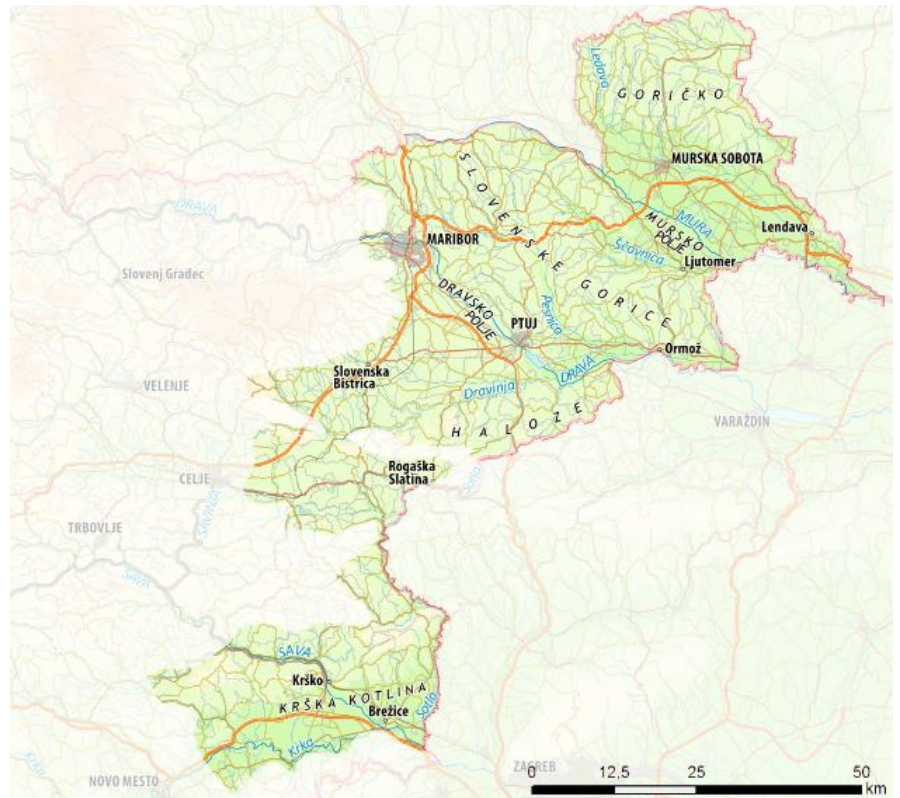 Ledava
GORIČKO
MURSKA SOBOTA
SLOVENSKE GORICE
DRAVA
MURA
MURSKO
POLJE
Lendava
MARIBOR
Ščavnica
Ljutomer
Slovenj Gradec
DRAVSKO
POLJE
Pesnica
PTUJ
Ormož
Slovenska
Bistrica
DRAVA
VELENJE
Dravinja
HALOZE
VARAŽDIN
CELJE
Rogaška
Slatina
Sotla
SAVINJA
TRBOVLJE
SAVA
SAVA
Krško
KRŠKA KOTLINA
Brežice
Sotla
Krka
Krka
NOVO MESTO
ZAGREB
0 12,5 25 50
km